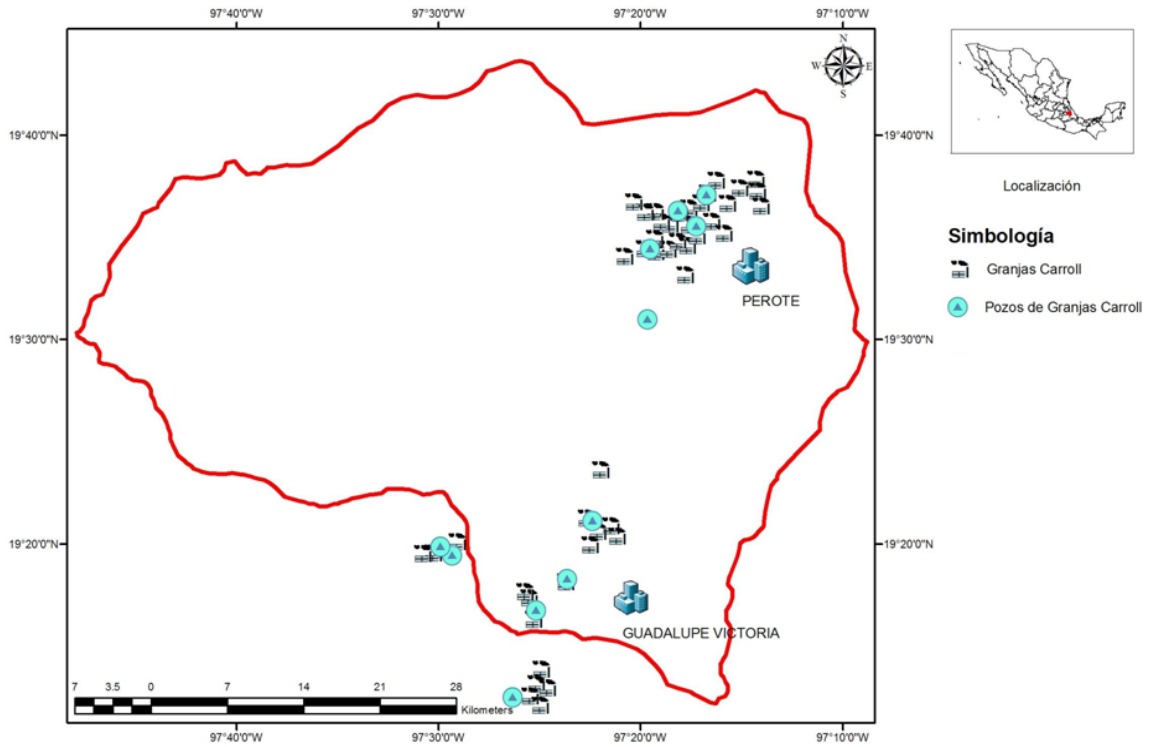 97°40'0"W
97°30'0"W
97°20'0"W
97°10'0"W
N
W
E
S
19°40'0"N
19°40'0"N
Localización
Simbología
Granjas Carroll
Pozos de Granjas Carroll
PEROTE
19°30'0"N
19°30'0"N
19°20'0"N
19°20'0"N
GUADALUPE VICTORIA
7
3.5
0
7
14
21
28
Kilometers
97°40'0"W
97°30'0"W
97°20'0"W
97°10'0"W